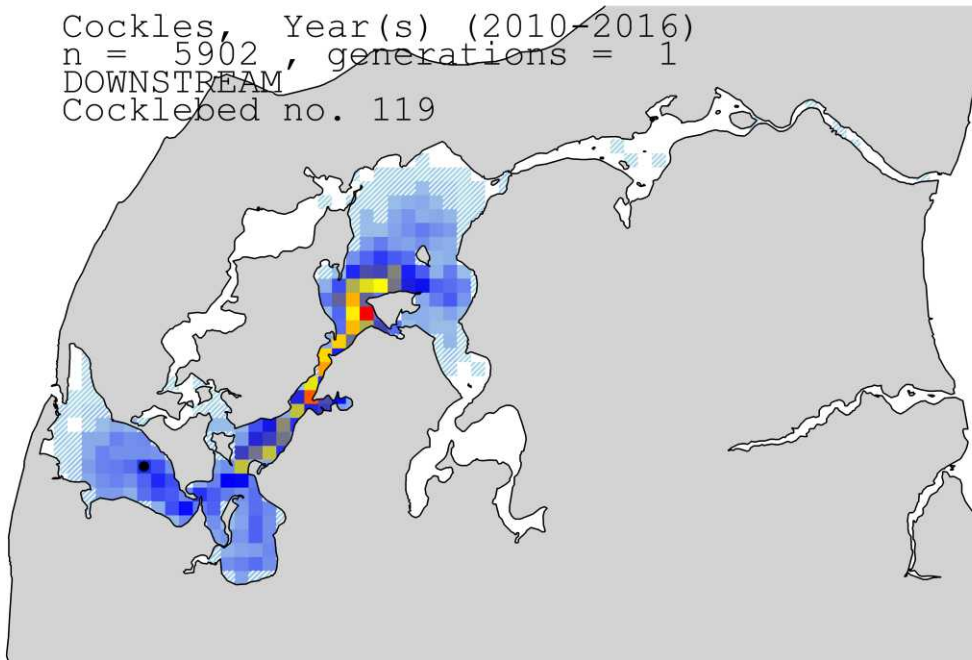 Cockles, Year(s) (2010-2016)
n = 5902 , generations = 1
DOWNSTREAM
Cocklebed no. 119